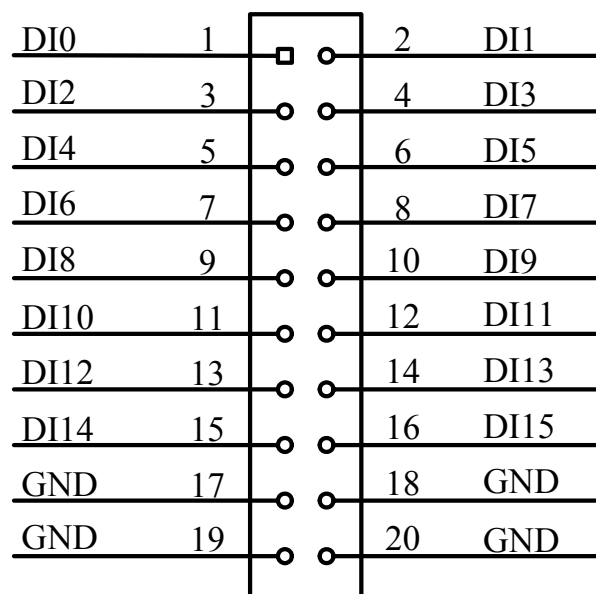 DI0 1 2 DI1
DI2 3 4 DI3
DI4 5 6 DI5
DI6 7 8 DI7
DI8 9 10 DI9
DI10 11 12 DI11
DI12 13 14 DI13
DI14 15 16 DI15
GND 17 18 GND
GND 19 20 GND